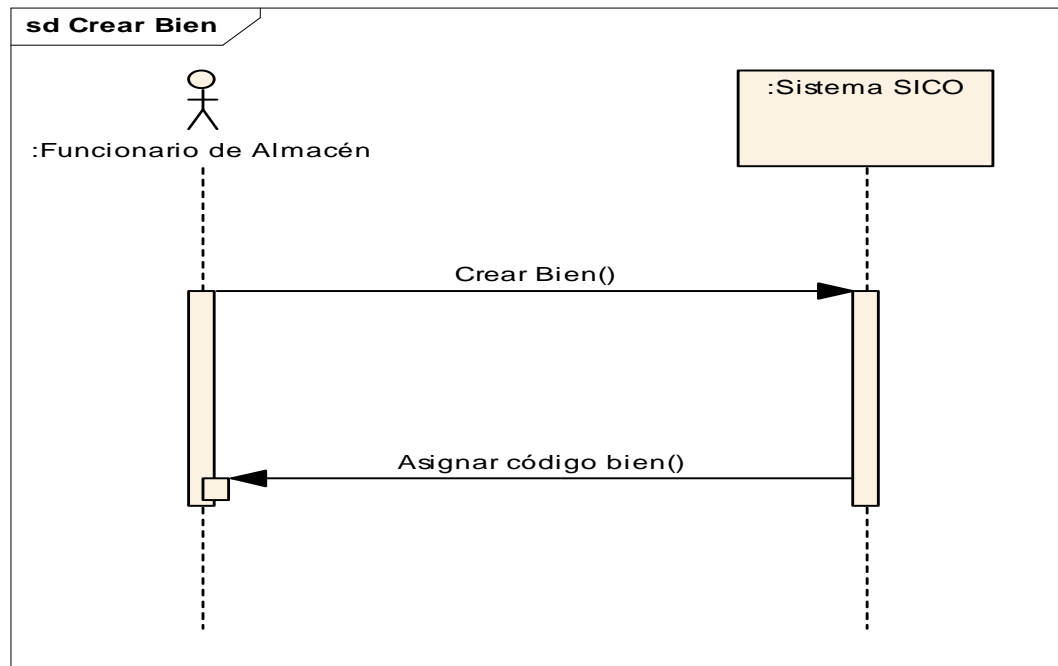 sd Crear Bien
:Funcionario de Almacén
:Sistema SICO
Crear Bien()
Asignar código bien()